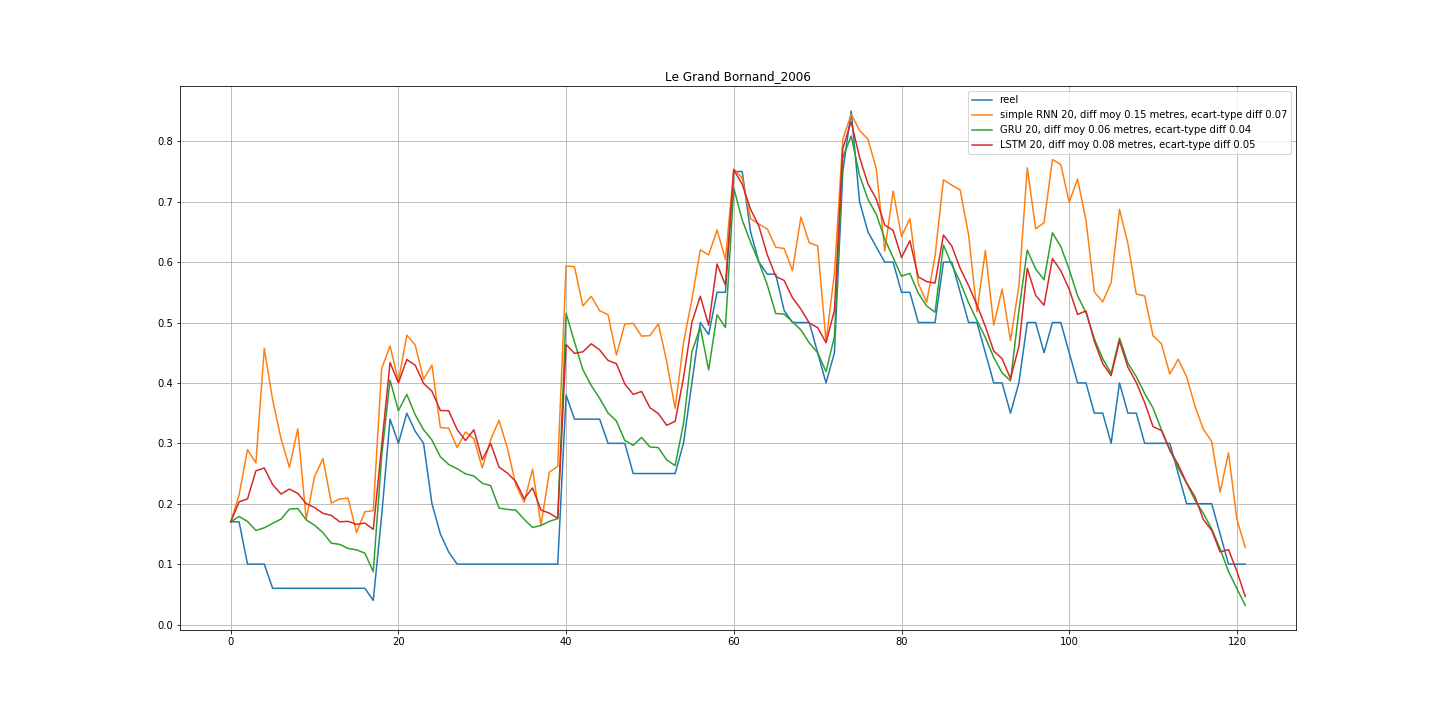 Le Grand Bornand_2006
reel
simple RNN 20, diff moy 0.15 metres, ecart-type diff 0.07
GRU 20, diff moy 0.06 metres, ecart-type diff 0.04
LSTM 20, diff moy 0.08 metres, ecart-type diff 0.05
0.8
0.7
0.6
0.5
0.4
0.3
0.2
0.1
0.0
0 20 40 60 80 100 120